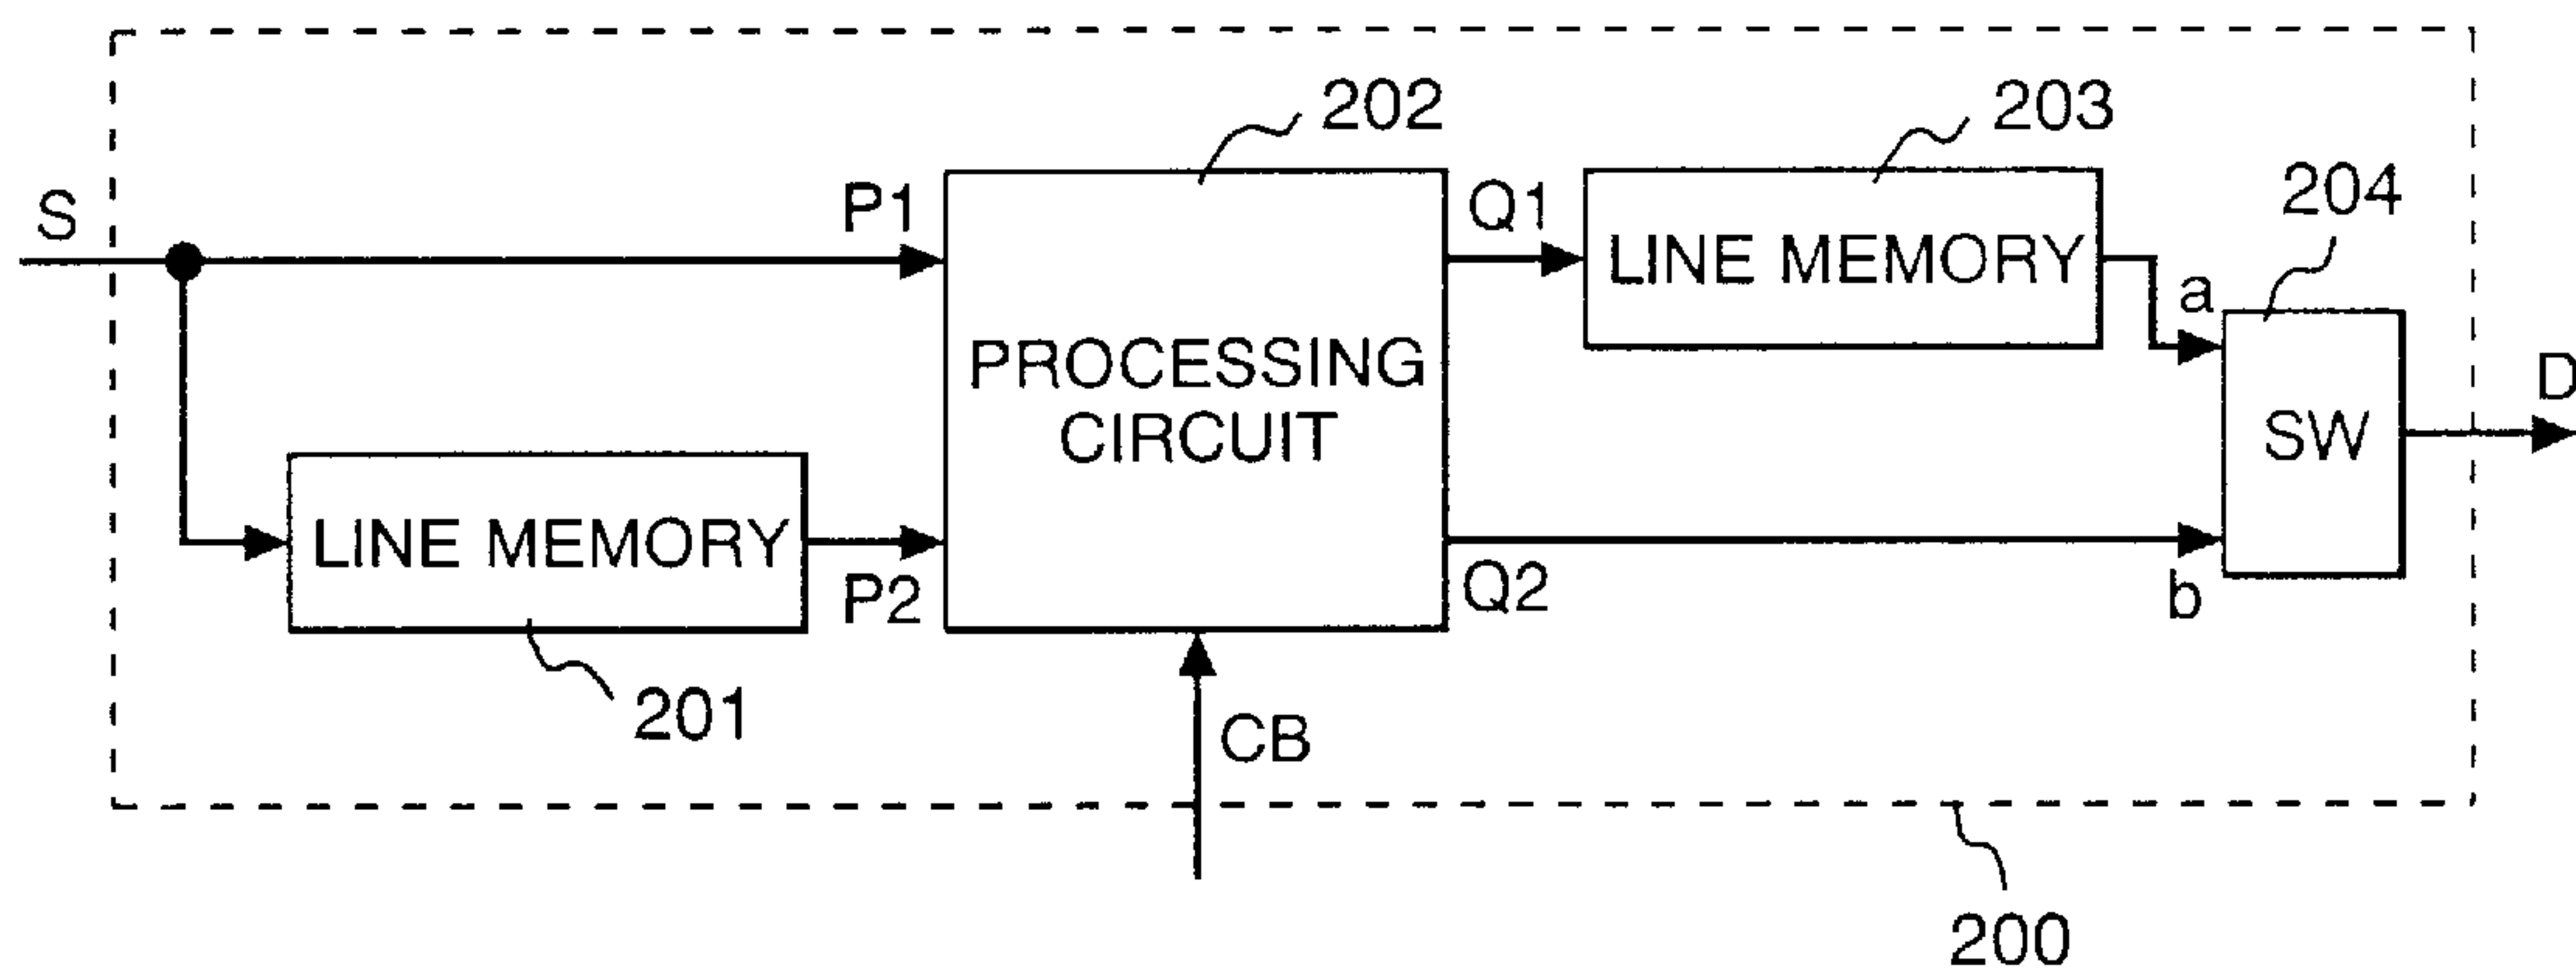 202
203
204
S
P1
Q1
LINE MEMORY
a
D
PROCESSING
CIRCUIT
SW
LINE MEMORY
P2
Q2
b
201
CB
200